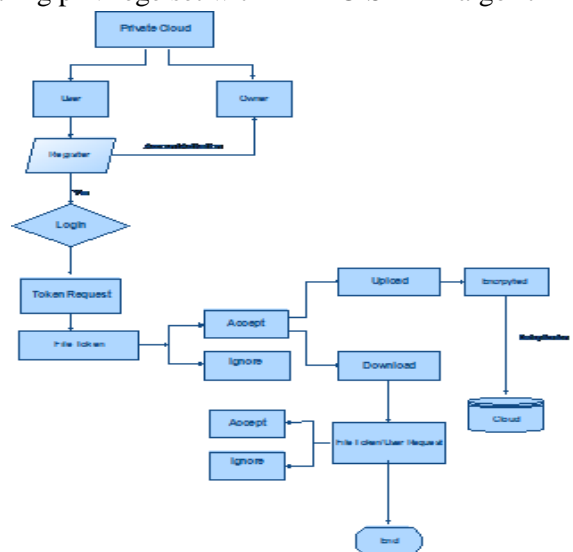 Private Cloud
User
Owner
Register
Yes
Login
Token Request
File Token
Accept
Ignore
Upload
Encrypted
Download
Cloud
Accept
Ignore
File Token/User Request
End